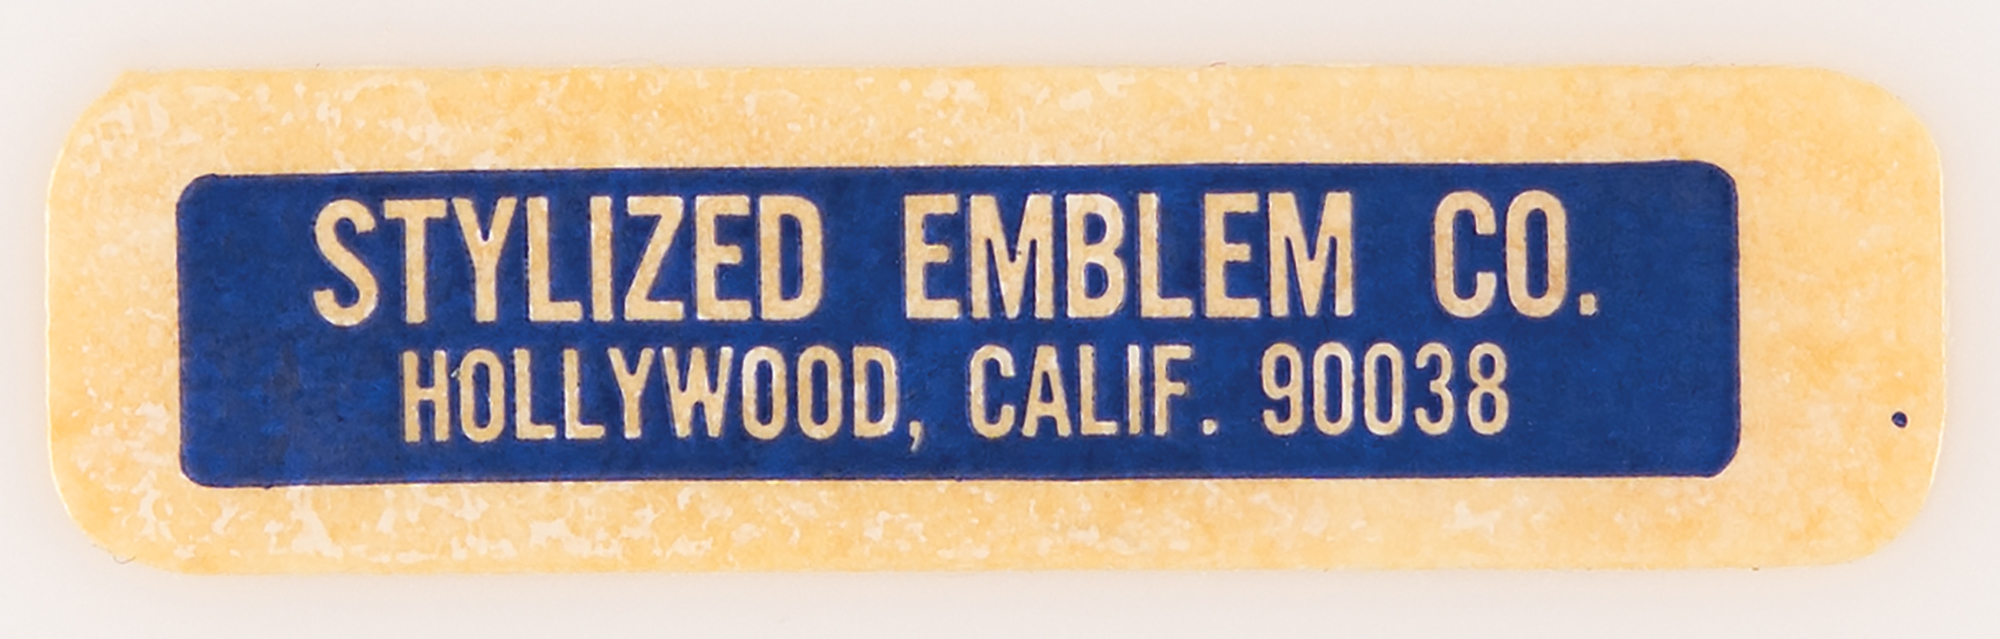 STYLIZED EMBLEM CO.
HOLLYWOOD, CALIF. 90038